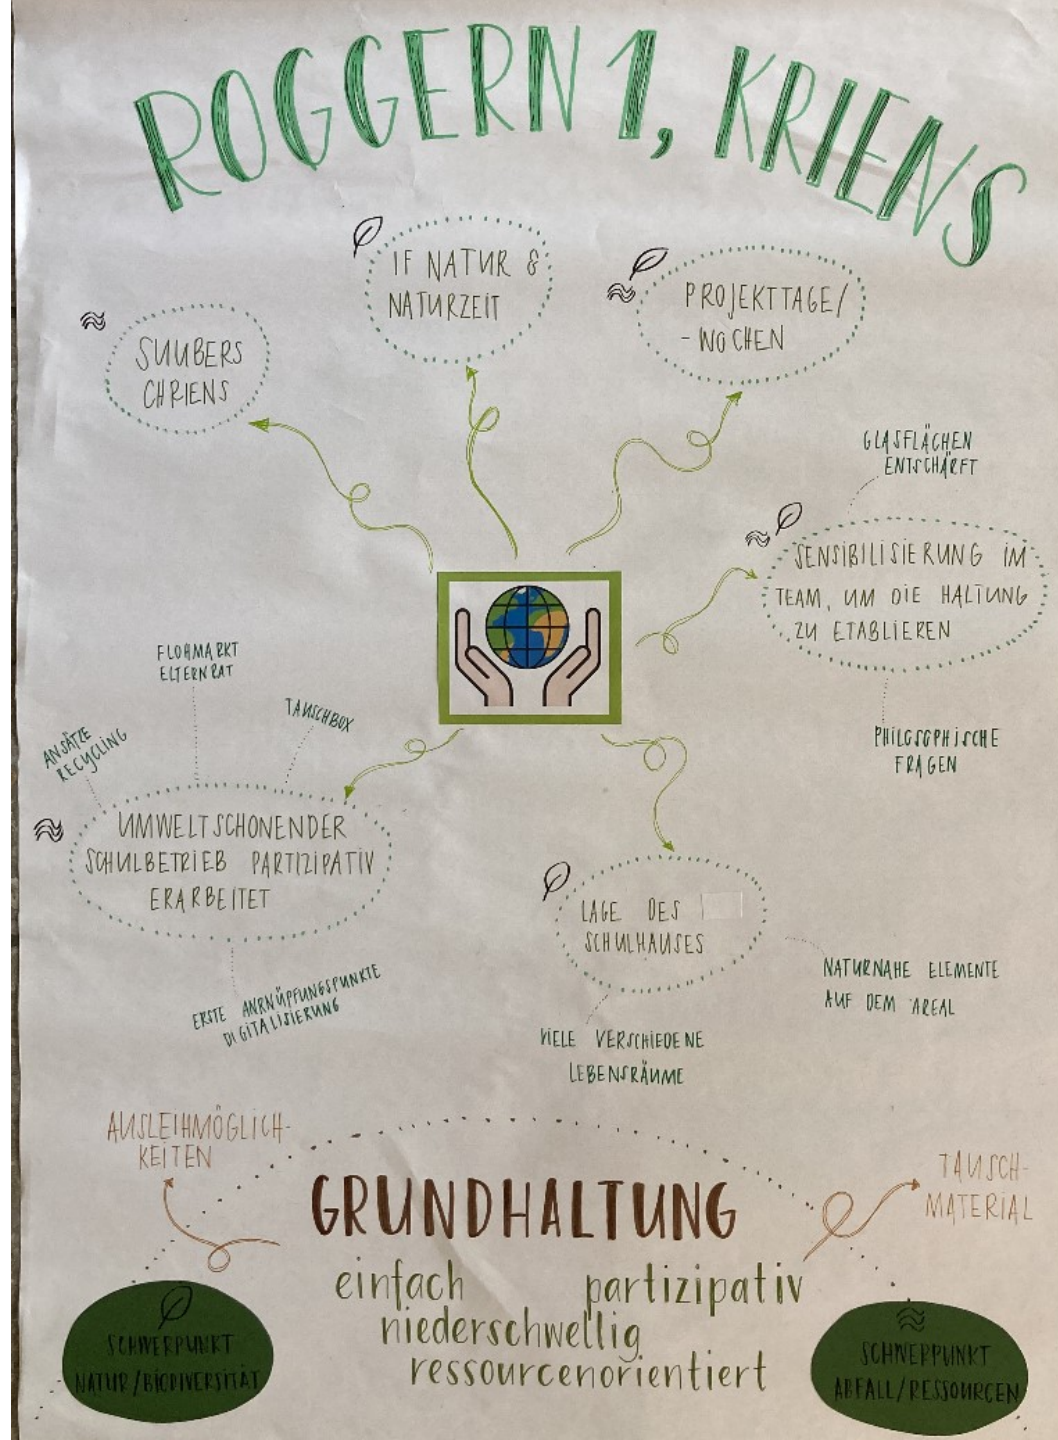 ROGGERN 1, KRIENS
IF NATUR &
NATURZEIT
PROJEKTTAGE/
-WOCHEN
SUUBERS
CHRIENS
GLASFLÄCHEN
ENTSCHÄRFT
SENSIBILISIERUNG IM
TEAM, UM DIE HALTUNG
ZU ETABLIEREN
PHILOSOPHISCHE
FRAGEN
FLOHMARKT
ELTERNRAT
TAUSCHBOX
ANSÄTZE
RECYCLING
UMWELTSCHONENDER
SCHULBETRIEB PARTIZIPATIV
ERARBEITET
ERSTE ANKNÜPFUNGSPUNKTE
DIGITALISIERUNG
LAGE DES
SCHULHAUSES
NATURNAHE ELEMENTE
AUF DEM AREAL
VIELE VERSCHIEDENE
LEBENSRÄUME
AUSLEIHMÖGLICH-
KEITEN
TAUSCH-
MATERIAL
GRUNDHALTUNG
einfach partizipativ
niederschwellig
ressourcenorientiert
SCHWERPUNKT
NATUR/BIODIVERSITÄT
SCHWERPUNKT
ABFALL/RESSOURCEN